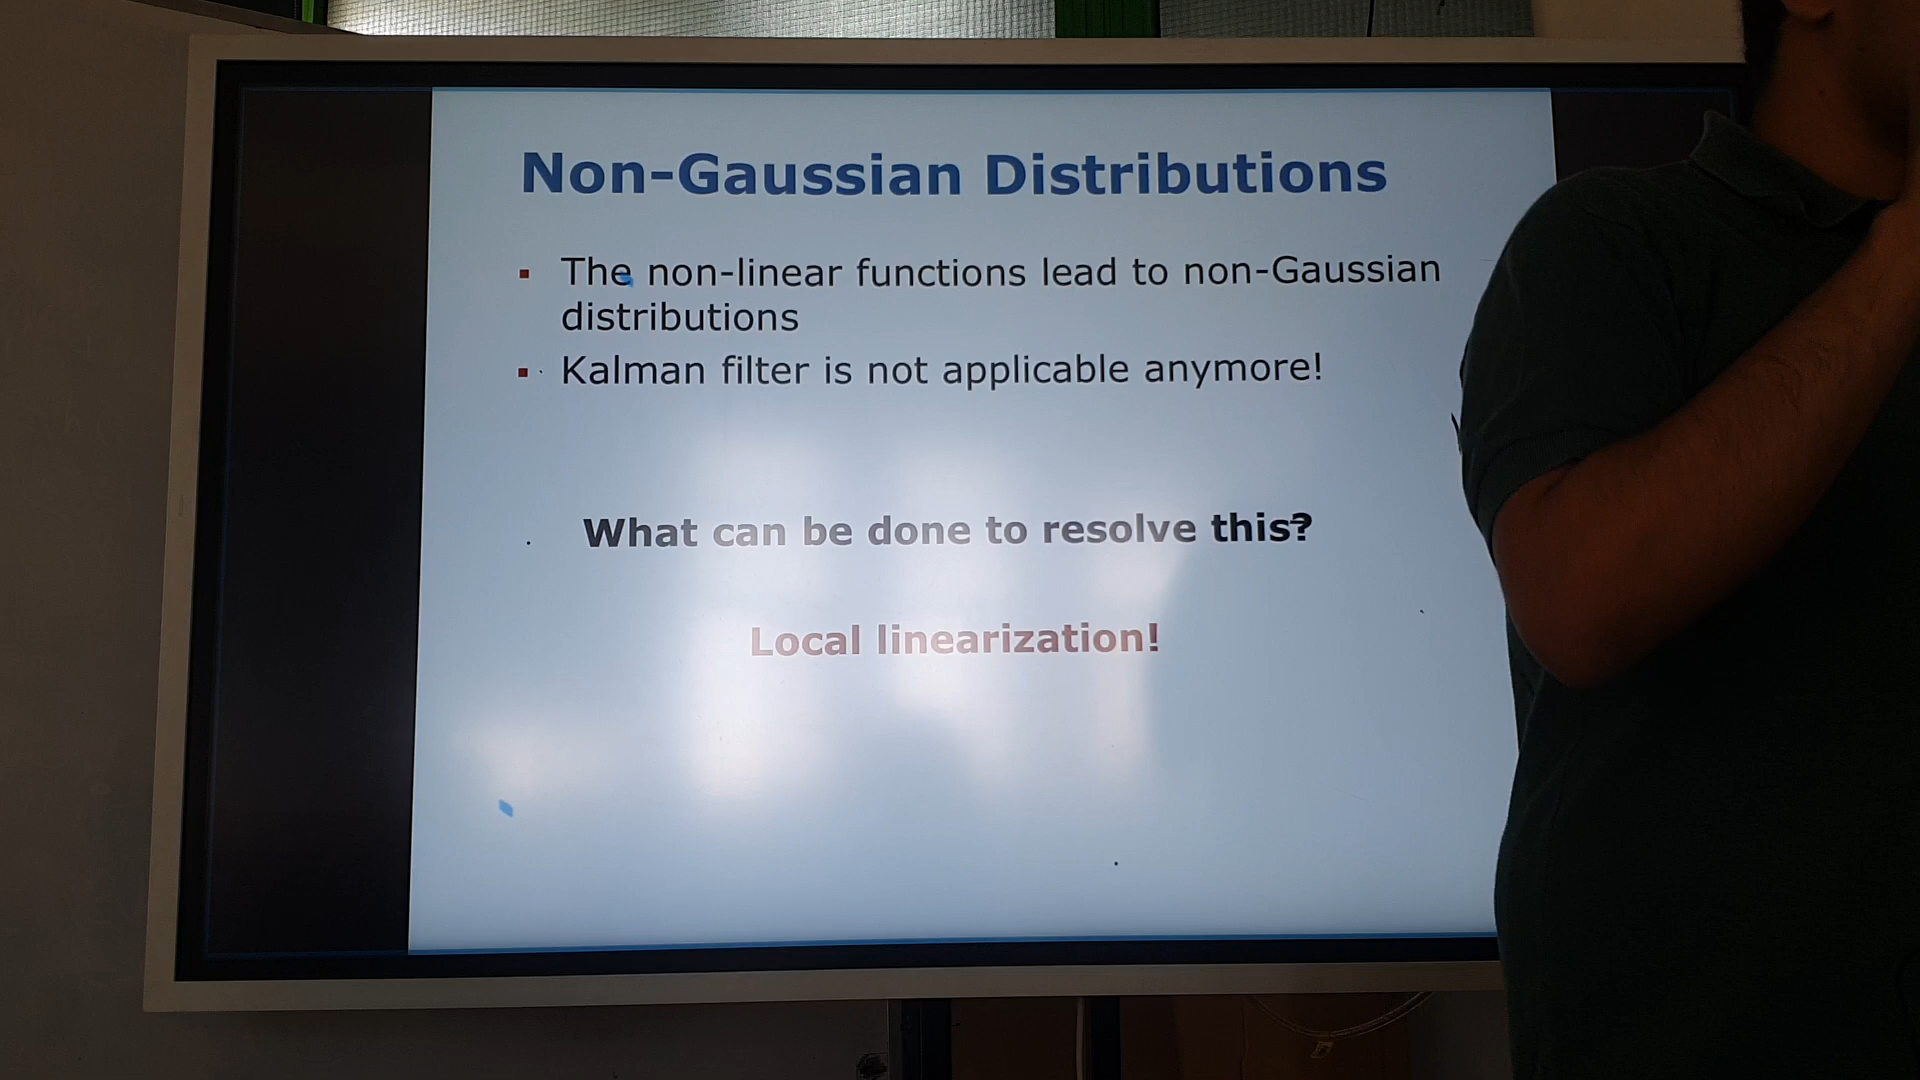 Non-Gaussian Distributions
▪ The non-linear functions lead to non-Gaussian
distributions
▪ Kalman filter is not applicable anymore!
What can be done to resolve this?
Local linearization!